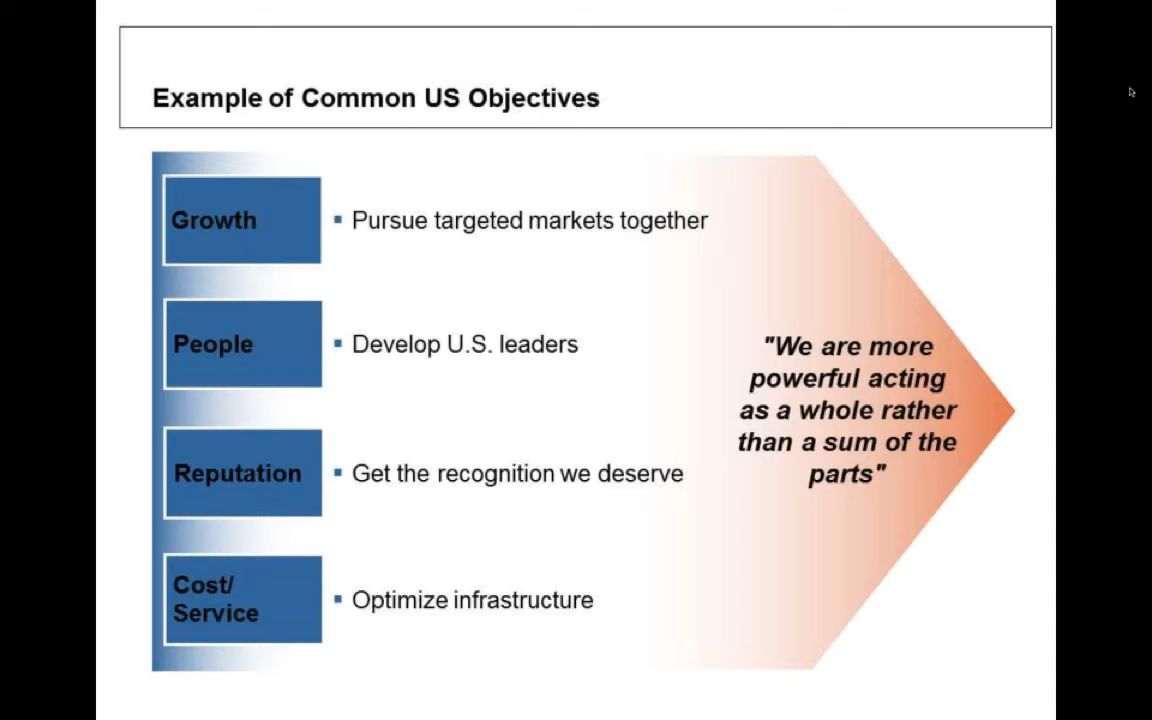 Example of Common US Objectives
Growth
▪ Pursue targeted markets together
People
▪ Develop U.S. leaders
Reputation
▪ Get the recognition we deserve
Cost/
Service
▪ Optimize infrastructure
"We are more
powerful acting
as a whole rather
than a sum of the
parts"